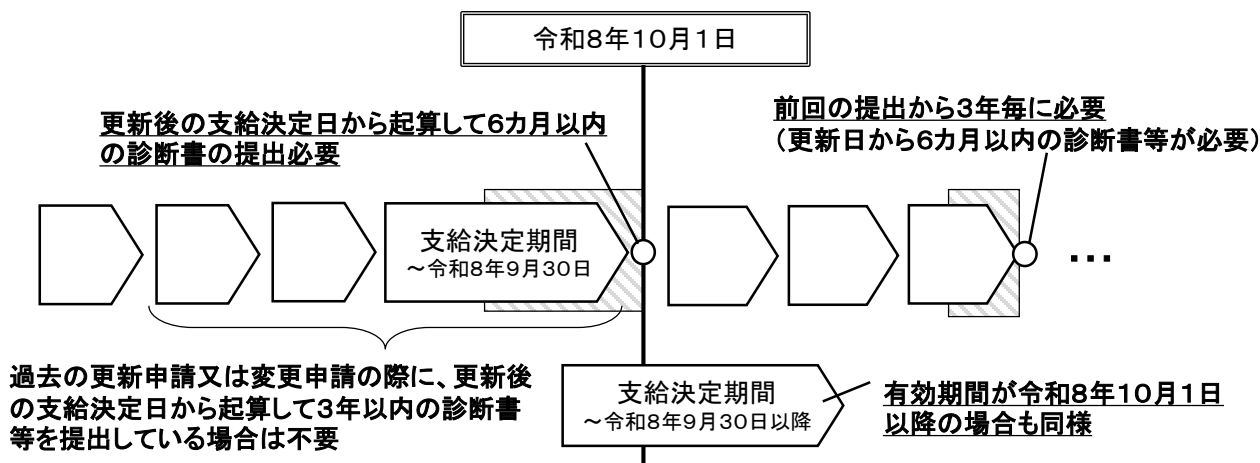 令和8年10月1日
更新後の支給決定日から起算して6カ月以内
の診断書の提出必要
前回の提出から3年毎に必要
（更新日から6カ月以内の診断書等が必要）
支給決定期間
～令和8年9月30日
…
過去の更新申請又は変更申請の際に、更新後
の支給決定日から起算して3年以内の診断書
等を提出している場合は不要
支給決定期間
～令和8年9月30日以降
有効期間が令和8年10月1日
以降の場合も同様